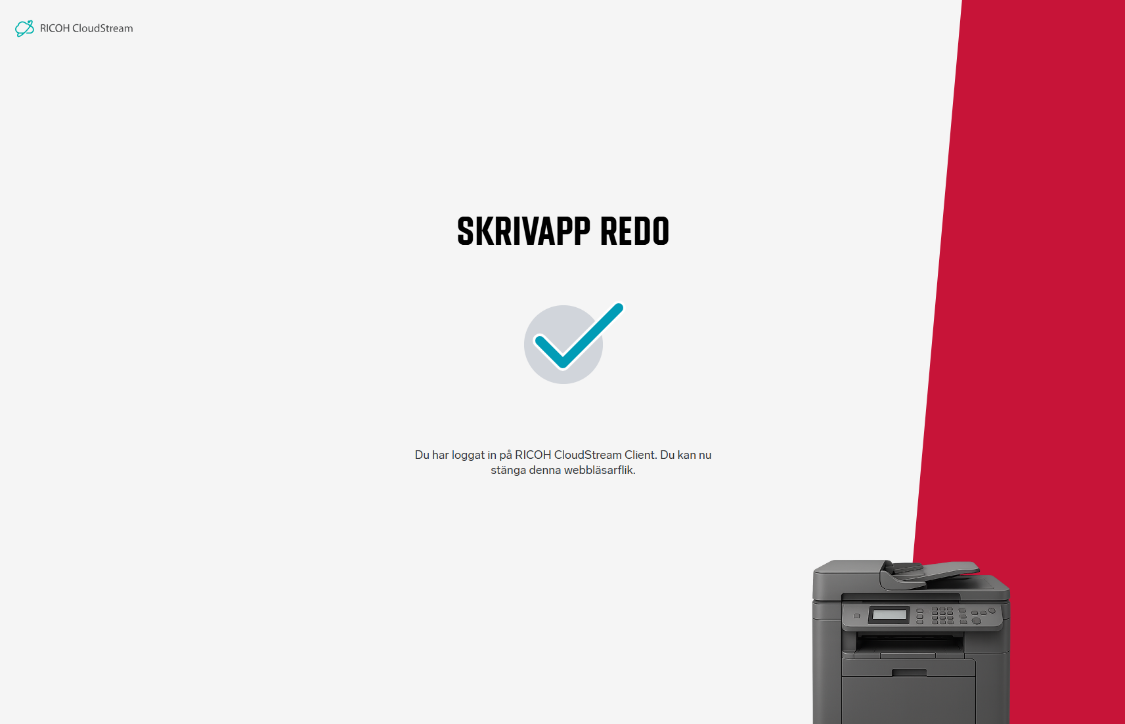 RICOH CloudStream
SKRIVAPP REDO
Du har loggat in på RICOH CloudStream Client. Du kan nu
stänga denna webbläsarflik.